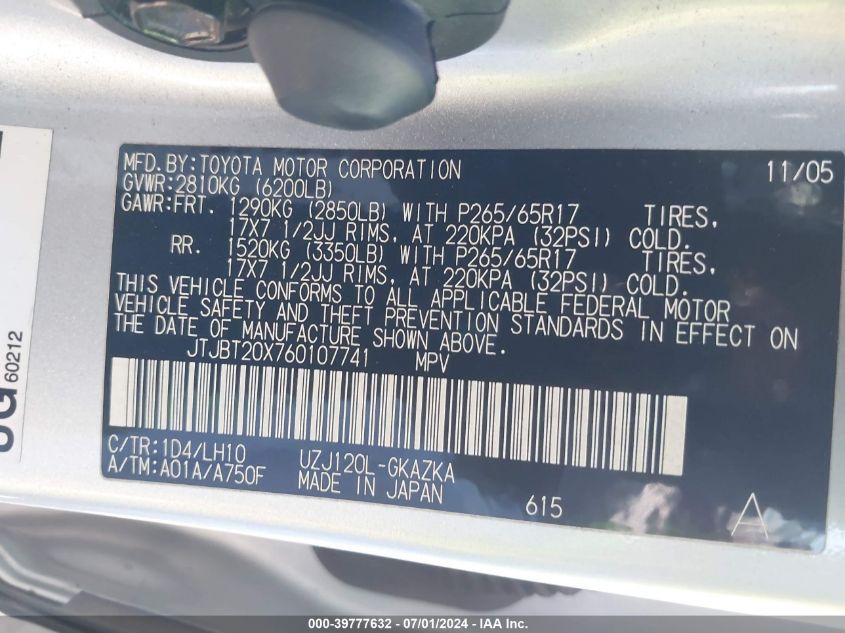 MFD.BY:TOYOTA MOTOR CORPORATION 11/05
GVWR:2810KG (6200LB)
GAWR:FRT. 1290KG (2850LB) WITH P265/65R17 TIRES,
17X7 1/2JJ RIMS, AT 220KPA (32PSI) COLD.
RR. 1520KG (3350LB) WITH P265/65R17 TIRES,
17X7 1/2JJ RIMS, AT 220KPA (32PSI) COLD.
THIS VEHICLE CONFORMS TO ALL APPLICABLE FEDERAL MOTOR
VEHICLE SAFETY AND THEFT PREVENTION STANDARDS IN EFFECT ON
THE DATE OF MANUFACTURE SHOWN ABOVE.
JTJBT20X760107741 MPV
C/TR:1D4/LH10 UZJ120L-GKAZKA
A/TM:A01A/A750F MADE IN JAPAN
615 A
60212
000-39777632 - 07/01/2024 - IAA Inc.